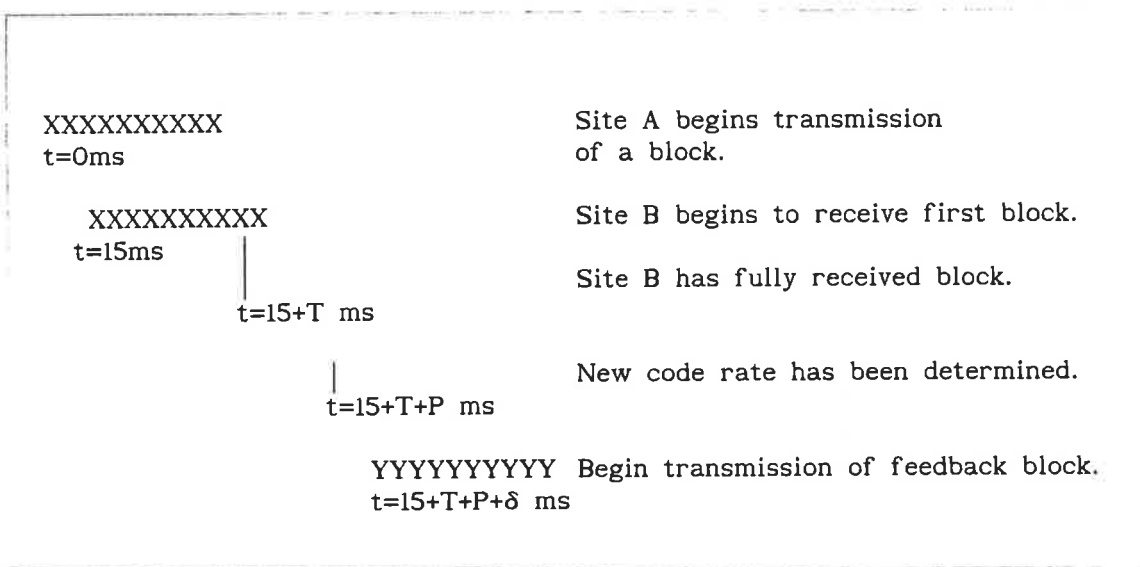 XXXXXXXXXX Site A begins transmission
t=0ms of a block.
XXXXXXXXXX Site B begins to receive first block.
t=15ms
Site B has fully received block.
t=15+T ms
New code rate has been determined.
t=15+T+P ms
YYYYYYYYYY Begin transmission of feedback block.
t=15+T+P+δ ms